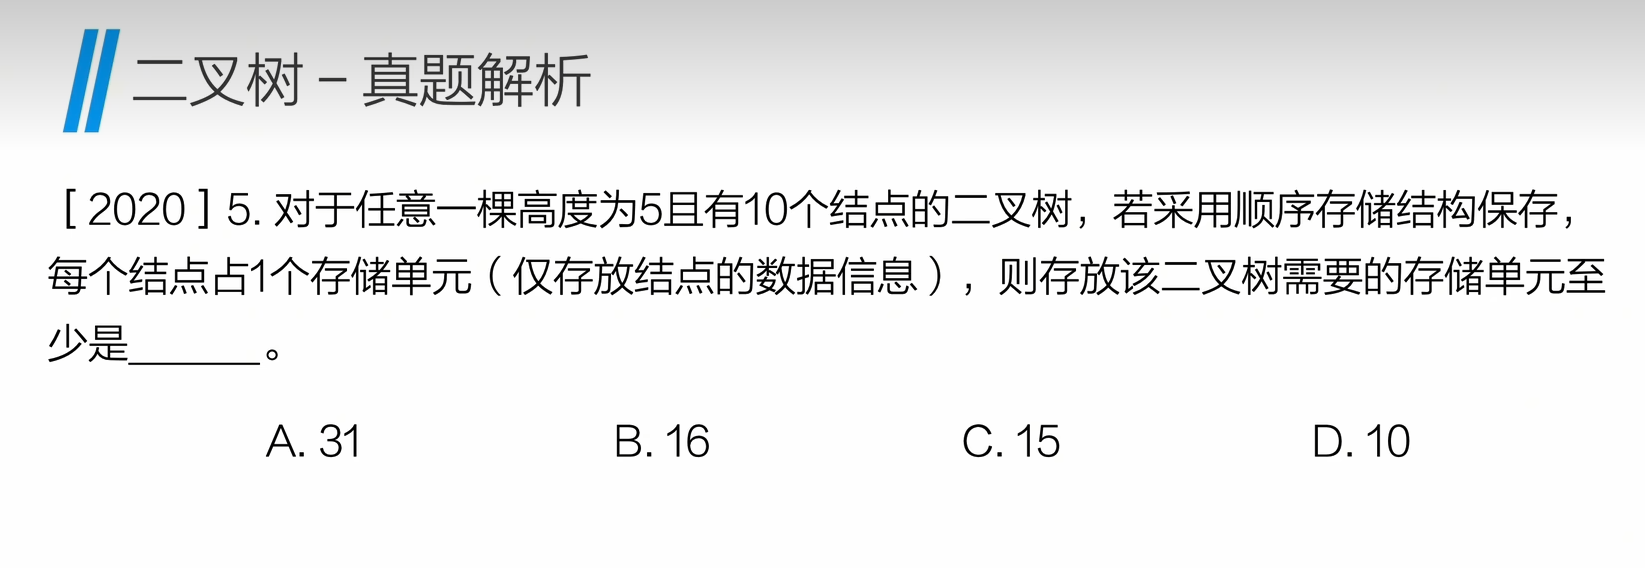 二叉树 – 真题解析
[ 2020 ] 5. 对于任意一棵高度为5且有10个结点的二叉树，若采用顺序存储结构保存，
每个结点占1个存储单元（仅存放结点的数据信息），则存放该二叉树需要的存储单元至
少是______。
A. 31 B. 16 C. 15 D. 10